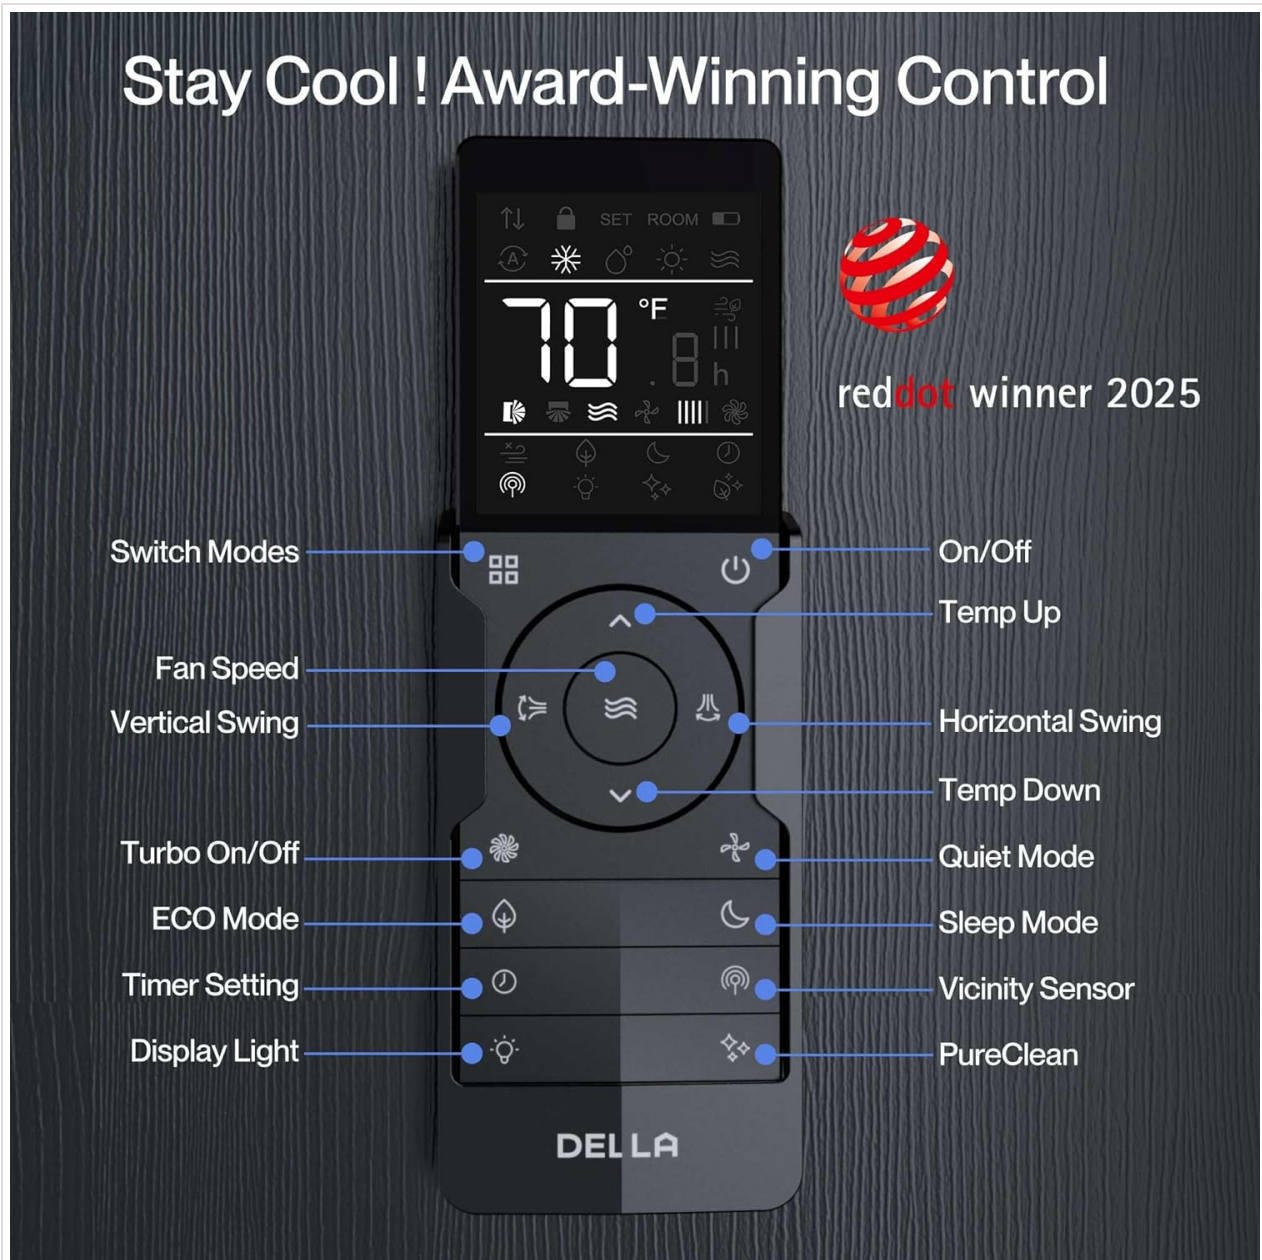 Stay Cool ! Award-Winning Control
SET ROOM
A
70 °F
.8 h
reddot winner 2025
Switch Modes
On/Off
Temp Up
Fan Speed
Vertical Swing
Horizontal Swing
Temp Down
Turbo On/Off
Quiet Mode
ECO Mode
Sleep Mode
Timer Setting
Vicinity Sensor
Display Light
PureClean
DELLA